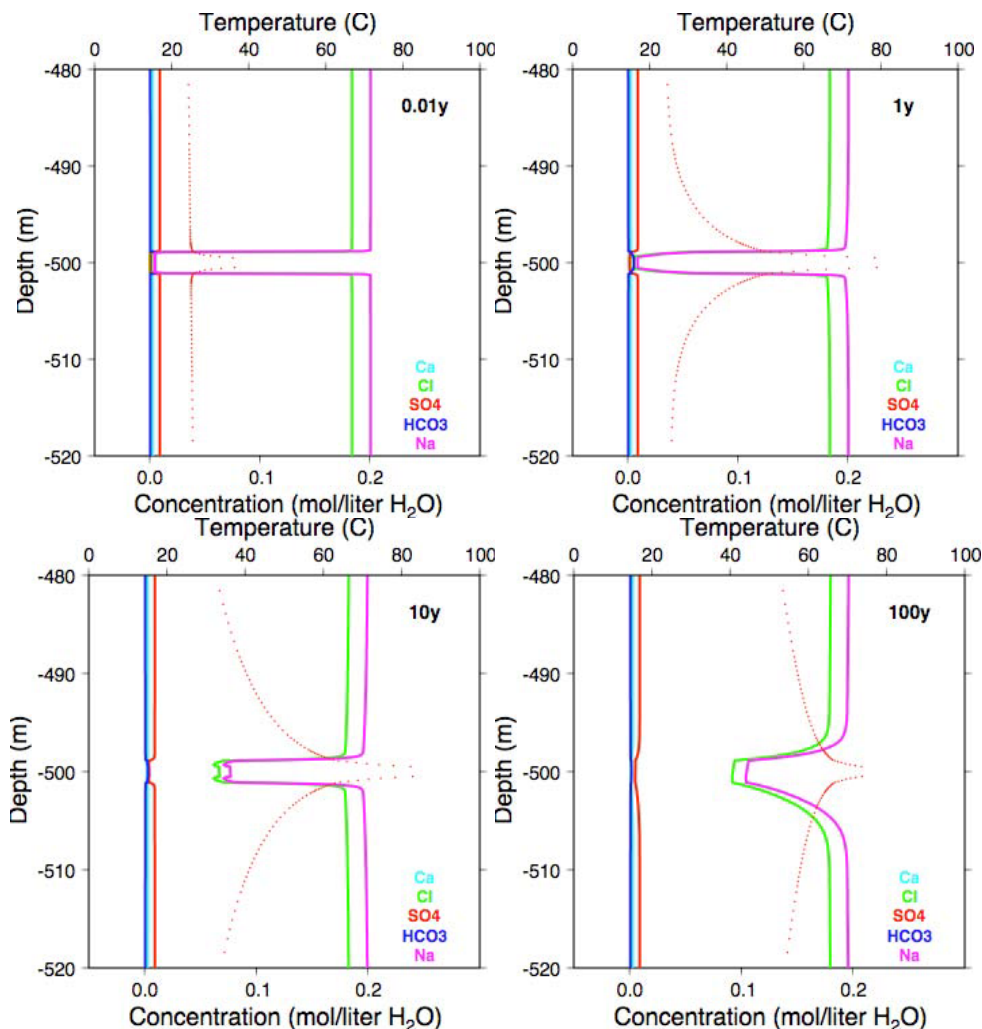 Temperature (C)
0 20 40 60 80 100
-480
0.01y
-490
Depth (m)
-500
-510
Ca
Cl
SO4
HCO3
Na
-520
0.0 0.1 0.2
Concentration (mol/liter H2O)
Temperature (C)
0 20 40 60 80 100
-480
1y
-490
Depth (m)
-500
-510
Ca
Cl
SO4
HCO3
Na
-520
0.0 0.1 0.2
Concentration (mol/liter H2O)
Temperature (C)
0 20 40 60 80 100
-480
10y
-490
Depth (m)
-500
-510
Ca
Cl
SO4
HCO3
Na
-520
0.0 0.1 0.2
Concentration (mol/liter H2O)
Temperature (C)
0 20 40 60 80 100
-480
100y
-490
Depth (m)
-500
-510
Ca
Cl
SO4
HCO3
Na
-520
0.0 0.1 0.2
Concentration (mol/liter H2O)